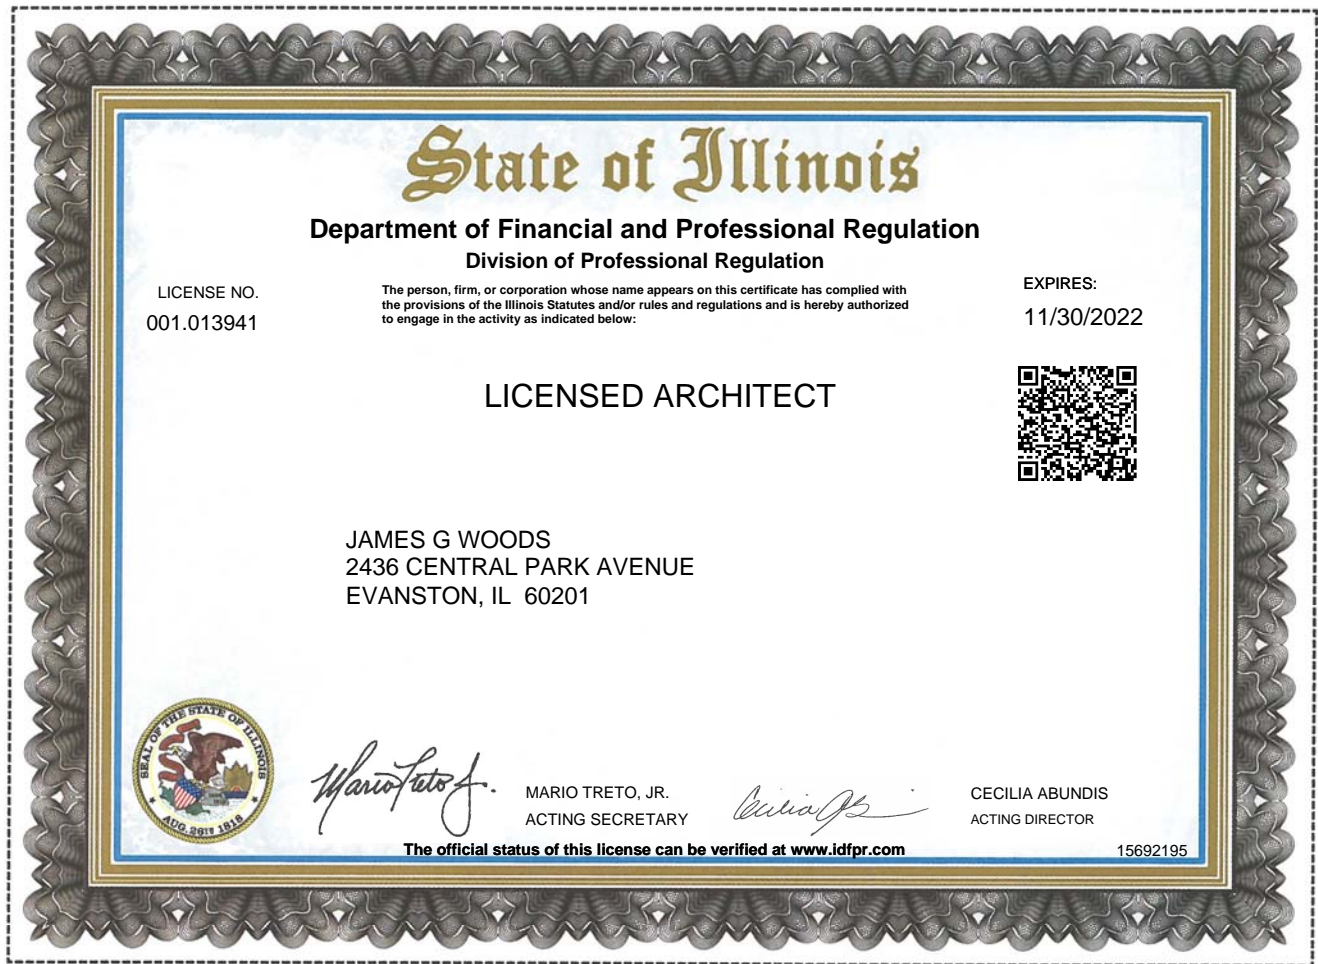 State of Illinois
Department of Financial and Professional Regulation
Division of Professional Regulation
LICENSE NO.
001.013941
The person, firm, or corporation whose name appears on this certificate has complied with
the provisions of the Illinois Statutes and/or rules and regulations and is hereby authorized
to engage in the activity as indicated below:
EXPIRES:
11/30/2022
LICENSED ARCHITECT
JAMES G WOODS
2436 CENTRAL PARK AVENUE
EVANSTON, IL 60201
SEAL OF THE STATE OF ILLINOIS
AUG. 26TH 1818
Mario Treto Jr.
MARIO TRETO, JR.
ACTING SECRETARY
Cecilia
CECILIA ABUNDIS
ACTING DIRECTOR
The official status of this license can be verified at www.idfpr.com
15692195